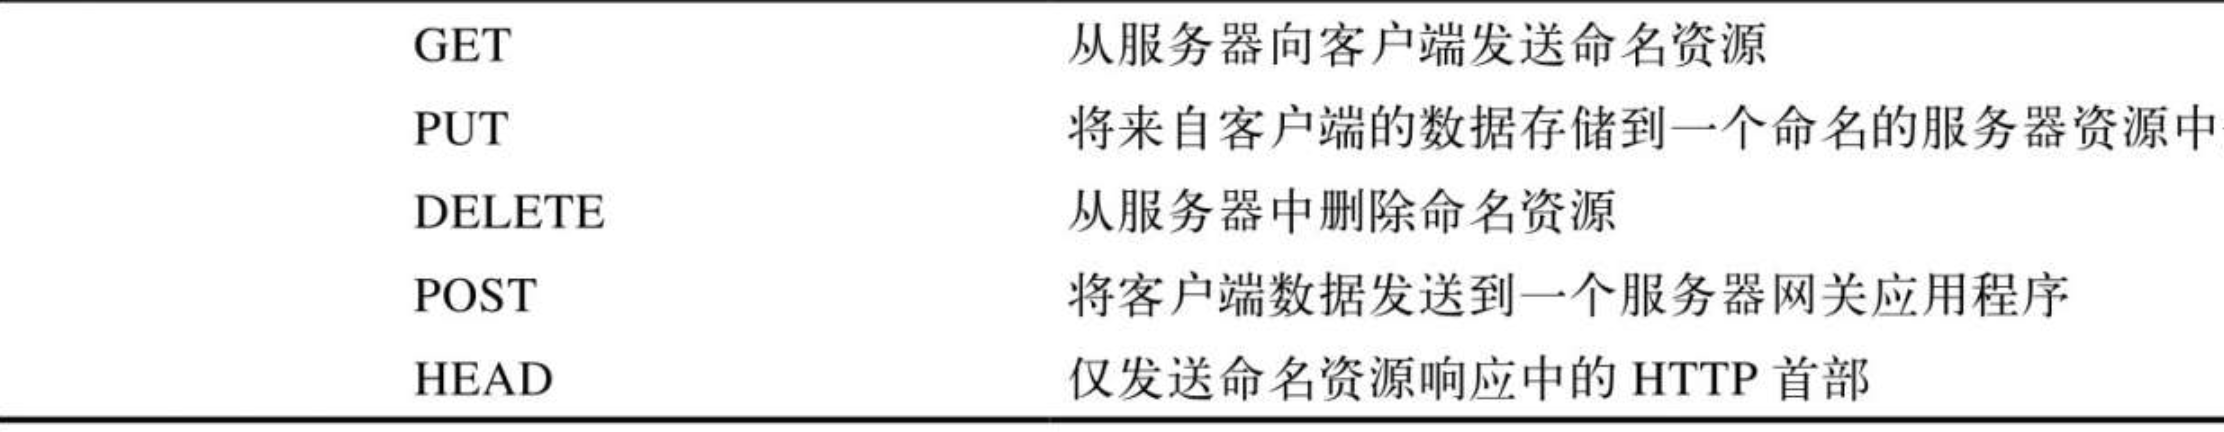 GET 从服务器向客户端发送命名资源
PUT 将来自客户端的数据存储到一个命名的服务器资源中
DELETE 从服务器中删除命名资源
POST 将客户端数据发送到一个服务器网关应用程序
HEAD 仅发送命名资源响应中的 HTTP 首部